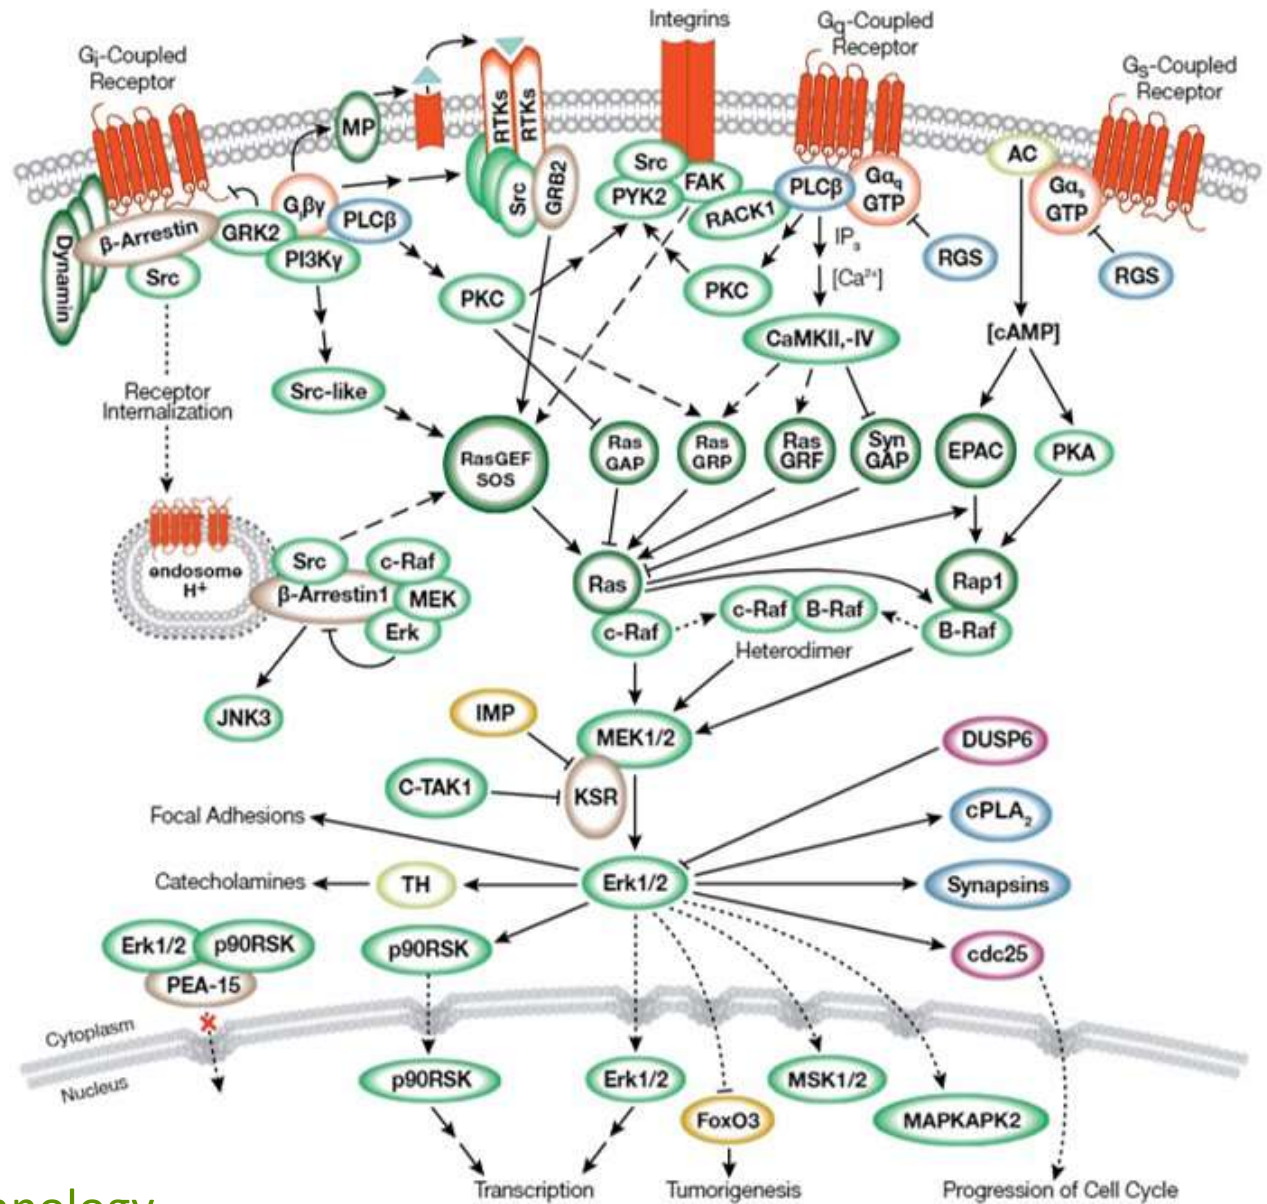 Integrins
Gq-Coupled
Receptor
Gi-Coupled
Receptor
Gs-Coupled
Receptor
MP
RTKs
RTKs
Src
GRB2
Src
PYK2
FAK
RACK1
PLCβ
Gαq
GTP
AC
Gαs
GTP
RGS
RGS
Dynamin
β-Arrestin
Src
GRK2
Giβγ
PLCβ
PI3Kγ
PKC
PKC
IP3
[Ca²⁺]
CaMKII,-IV
[cAMP]
Receptor
Internalization
Src-like
RasGEF
SOS
Ras
GAP
Ras
GRP
Ras
GRF
Syn
GAP
EPAC
PKA
endosome
H+
Src
c-Raf
β-Arrestin1
MEK
Erk
Ras
c-Raf
c-Raf
B-Raf
Rap1
B-Raf
Heterodimer
JNK3
IMP
MEK1/2
DUSP6
C-TAK1
KSR
cPLA2
Focal Adhesions
Catecholamines
TH
Erk1/2
Synapsins
Erk1/2
p90RSK
PEA-15
p90RSK
cdc25
Cytoplasm
Nucleus
p90RSK
Erk1/2
MSK1/2
FoxO3
MAPKAPK2
Transcription
Tumorigenesis
Progression of Cell Cycle